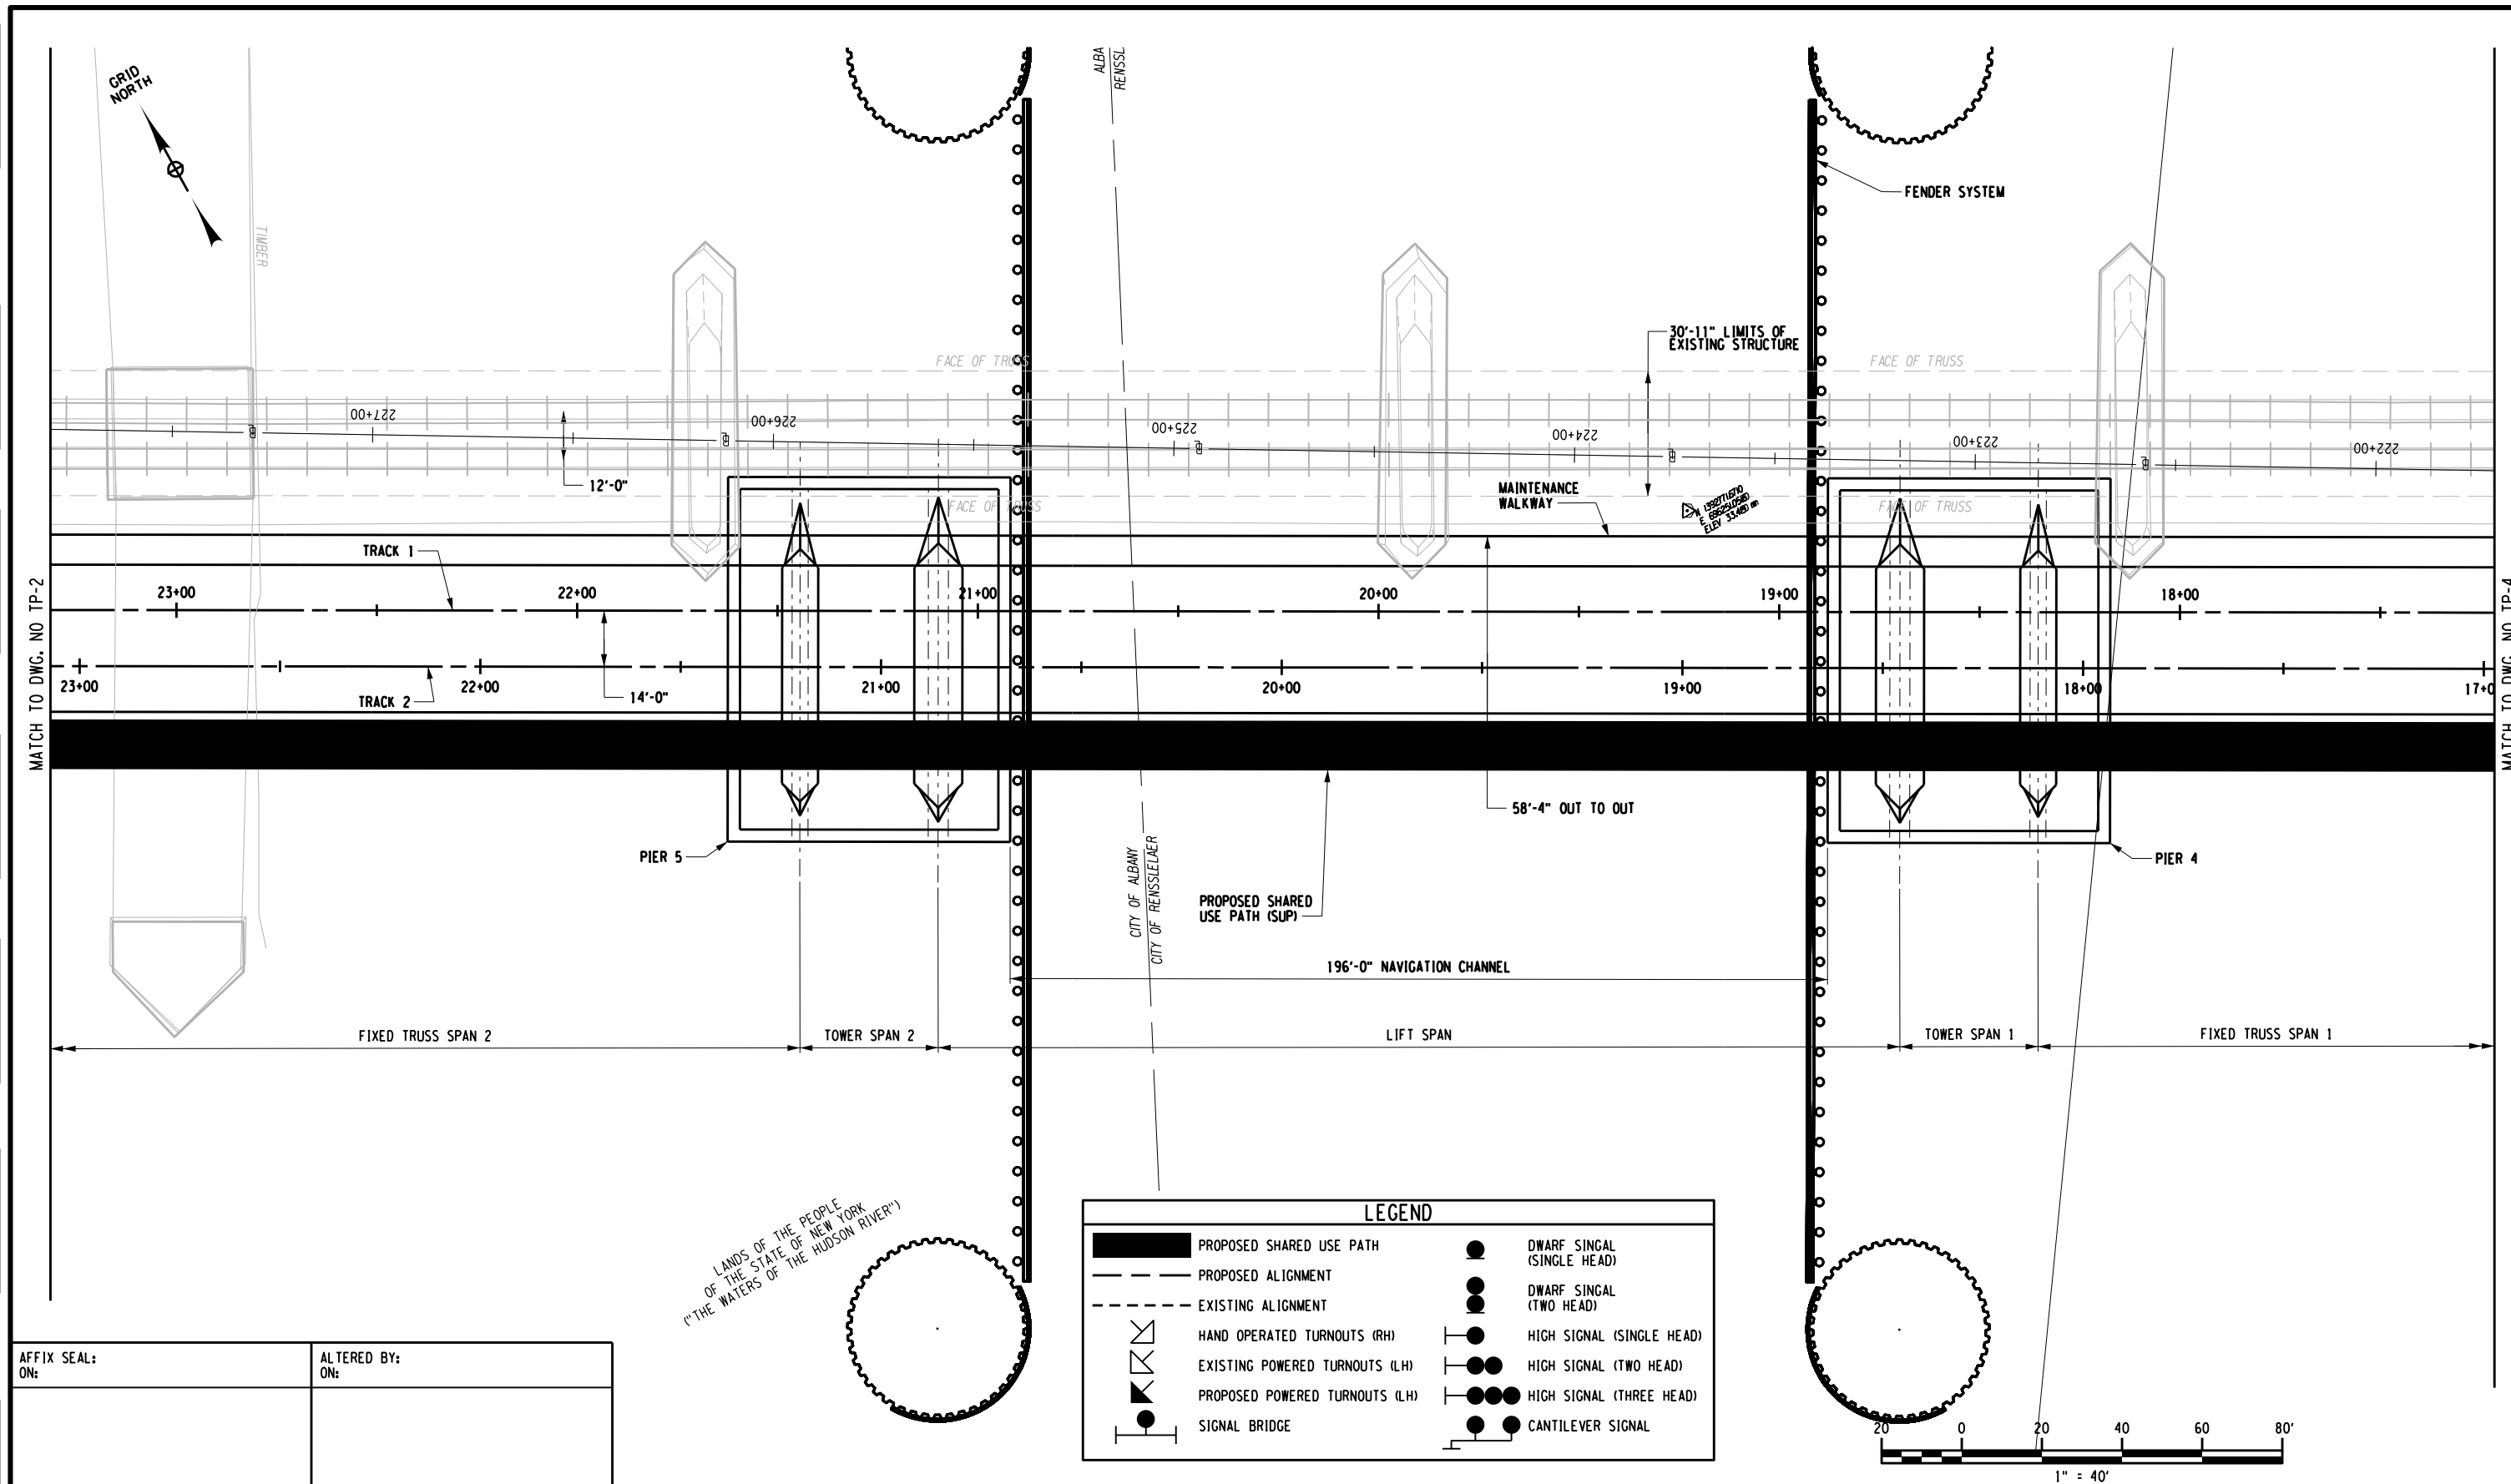 GRID
NORTH
ALBA
RENSSL
TIMBER
FENDER SYSTEM
30'-11" LIMITS OF
EXISTING STRUCTURE
FACE OF TRUSS
FACE OF TRUSS
227+00
226+00
225+00
224+00
223+00
222+00
12'-0"
MAINTENANCE
WALKWAY
FACE OF TRUSS
FACE OF TRUSS
TRACK 1
23+00
22+00
21+00
20+00
19+00
18+00
MATCH TO DWG. NO TP-2
MATCH TO DWG. NO TP-4
23+00
22+00
21+00
20+00
19+00
18+00
17+0
TRACK 2
14'-0"
58'-4" OUT TO OUT
PIER 5
PIER 4
CITY OF ALBANY
CITY OF RENSSLELAER
PROPOSED SHARED
USE PATH (SUP)
196'-0" NAVIGATION CHANNEL
FIXED TRUSS SPAN 2
TOWER SPAN 2
LIFT SPAN
TOWER SPAN 1
FIXED TRUSS SPAN 1
LANDS OF THE PEOPLE
OF THE STATE OF NEW YORK
("THE WATERS OF THE HUDSON RIVER")
LEGEND
PROPOSED SHARED USE PATH
PROPOSED ALIGNMENT
EXISTING ALIGNMENT
HAND OPERATED TURNOUTS (RH)
EXISTING POWERED TURNOUTS (LH)
PROPOSED POWERED TURNOUTS (LH)
SIGNAL BRIDGE
DWARF SINGAL
(SINGLE HEAD)
DWARF SINGAL
(TWO HEAD)
HIGH SIGNAL (SINGLE HEAD)
HIGH SIGNAL (TWO HEAD)
HIGH SIGNAL (THREE HEAD)
CANTILEVER SIGNAL
AFFIX SEAL:
ON:
ALTERED BY:
ON:
20 0 20 40 60 80'
1" = 40'